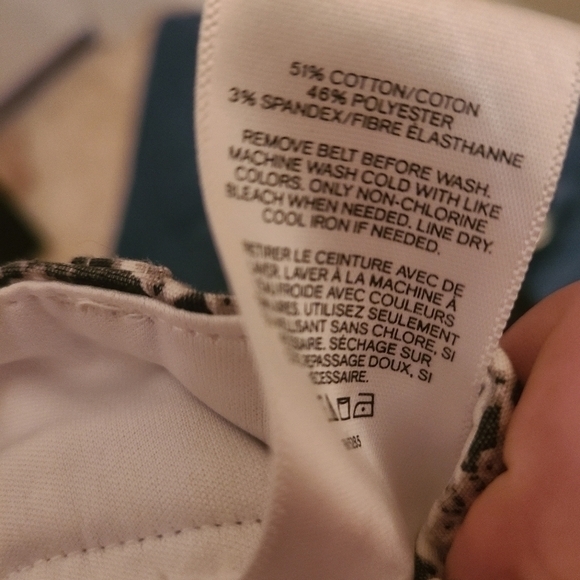 51% COTTON/COTON
46% POLYESTER
3% SPANDEX/FIBRE ÉLASTHANNE
REMOVE BELT BEFORE WASH.
MACHINE WASH COLD WITH LIKE
COLORS. ONLY NON-CHLORINE
BLEACH WHEN NEEDED. LINE DRY.
COOL IRON IF NEEDED.
RETIRER LE CEINTURE AVEC DE
LAVER À LA MACHINE À
FROIDE AVEC COULEURS
UTILISEZ SEULEMENT
SANS CHLORE, SI
SÉCHAGE SUR
DOUX, SI